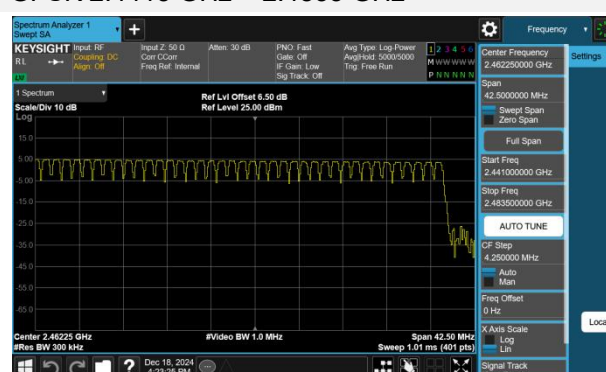 Spectrum Analyzer 1
Swept SA
Frequency
KEYSIGHT
RL
LW
Input: RF
Coupling: DC
Align: Off
Input Z: 50 Ω
Corr CCorr
Freq Ref: Internal
Atten: 30 dB
PNO: Fast
Gate: Off
IF Gain: Low
Sig Track: Off
Avg Type: Log-Power
Avg|Hold: 5000/5000
Trig: Free Run
1 2 3 4 5 6
M W W W W W
P N N N N N
1 Spectrum
Scale/Div 10 dB
Log
Ref Lvl Offset 6.50 dB
Ref Level 25.00 dBm
15.0
5.00
-5.00
-15.0
-25.0
-35.0
-45.0
-55.0
-65.0
Center 2.46225 GHz
#Res BW 300 kHz
#Video BW 1.0 MHz
Span 42.50 MHz
Sweep 1.01 ms (401 pts)
Dec 18, 2024
Center Frequency
2.462250000 GHz
Span
42.5000000 MHz
Swept Span
Zero Span
Full Span
Start Freq
2.441000000 GHz
Stop Freq
2.483500000 GHz
AUTO TUNE
CF Step
4.250000 MHz
Auto
Man
Freq Offset
0 Hz
X Axis Scale
Log
Lin
Signal Track
Settings
Loca